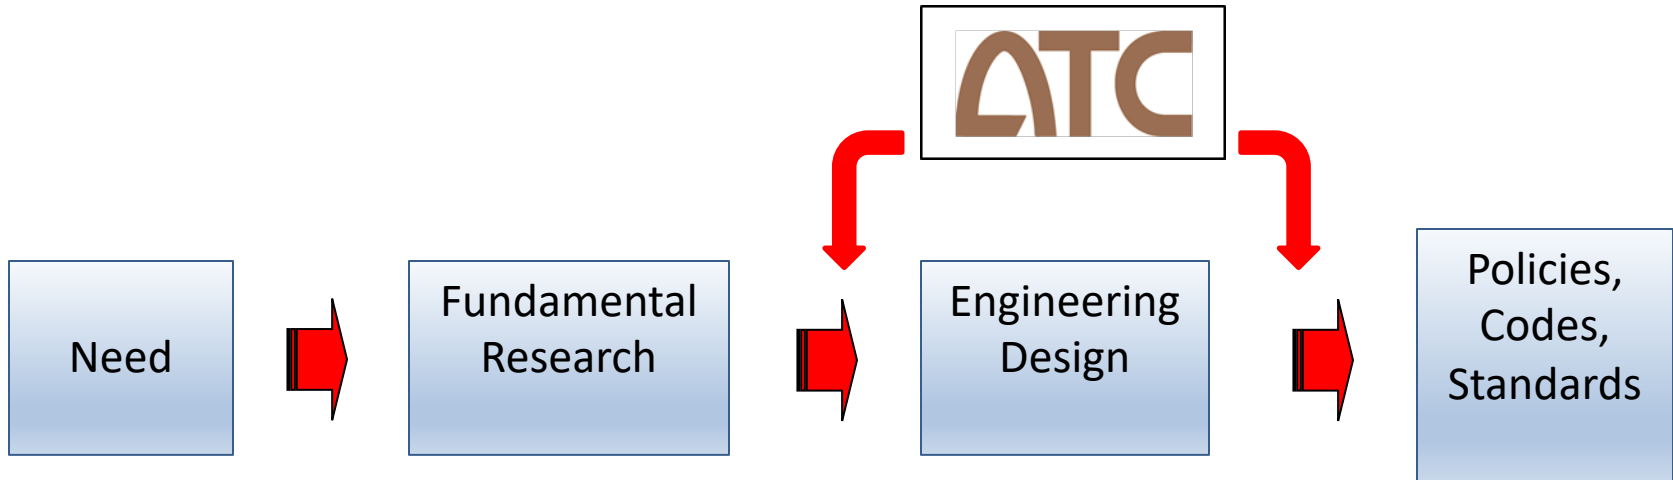 ATC
Need
Fundamental
Research
Engineering
Design
Policies,
Codes,
Standards